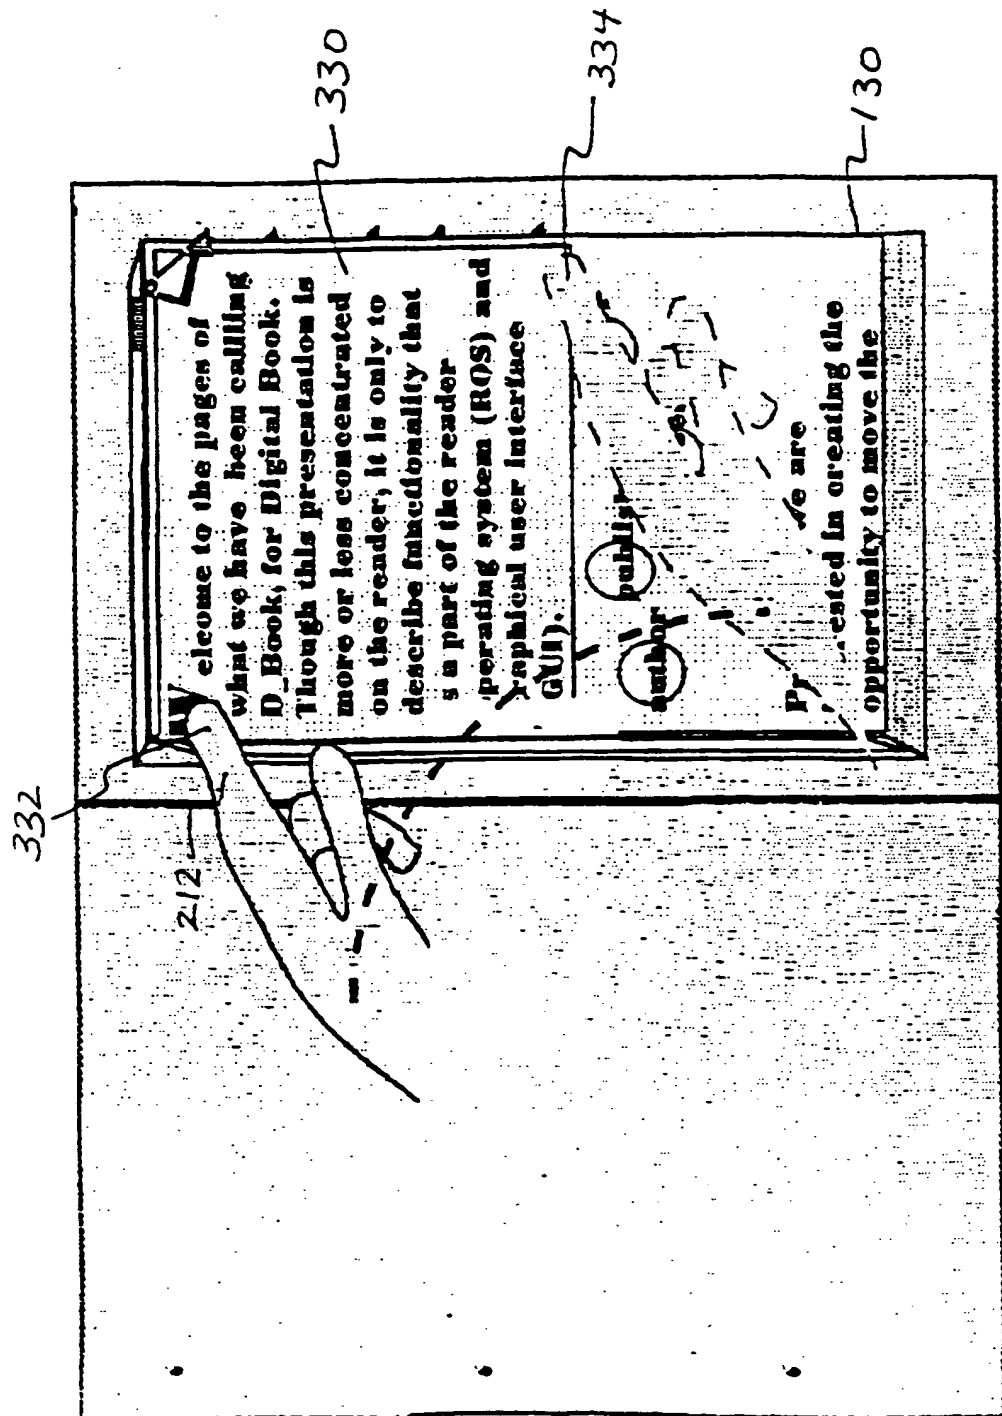 332
212
330
334
130
elcome to the pages of
what we have been calling
D_Book, for Digital Book.
Though this presentation is
more or less concentrated
on the reader, it is only to
describe functionality that
s a part of the reader
perating system (ROS) and
raphical user interface
GUI).
author publis
We are
ested in creating the
opportunity to move the